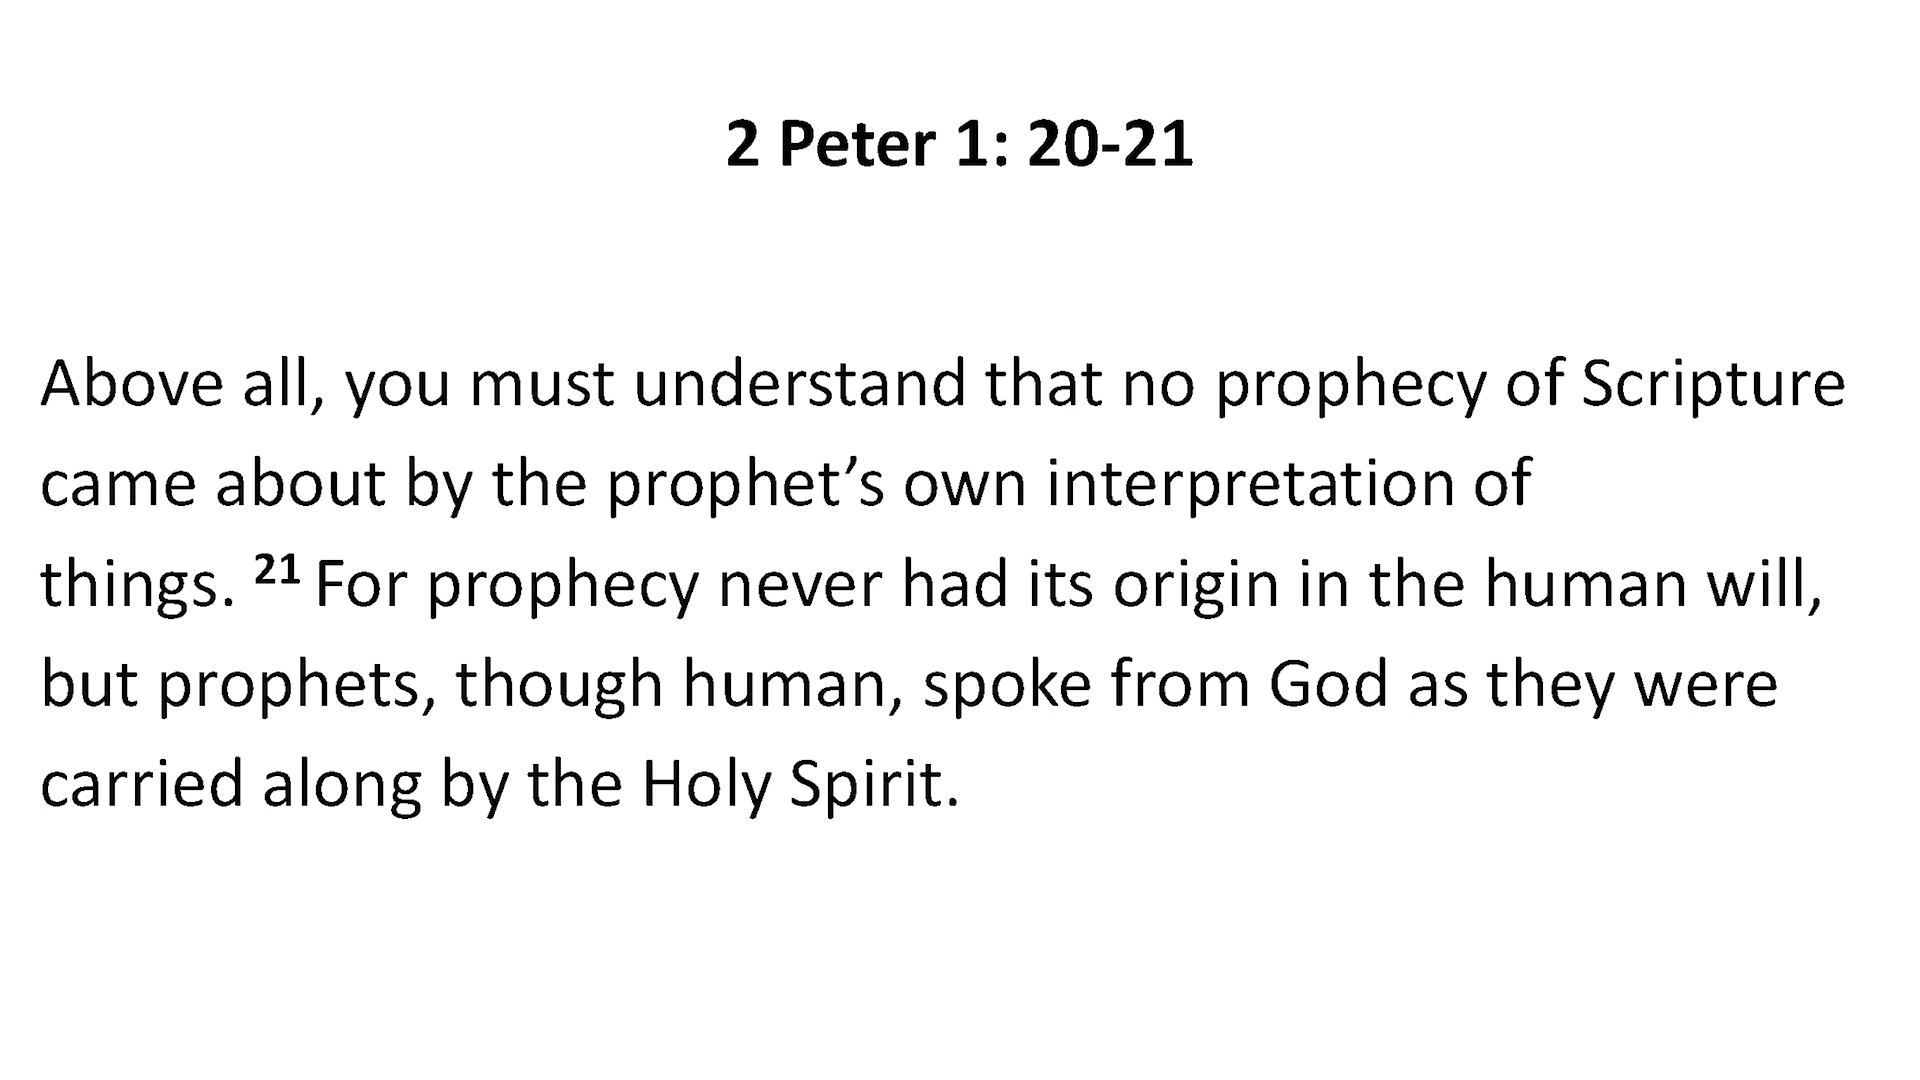 2 Peter 1: 20-21
Above all, you must understand that no prophecy of Scripture
came about by the prophet’s own interpretation of
things. 21 For prophecy never had its origin in the human will,
but prophets, though human, spoke from God as they were
carried along by the Holy Spirit.